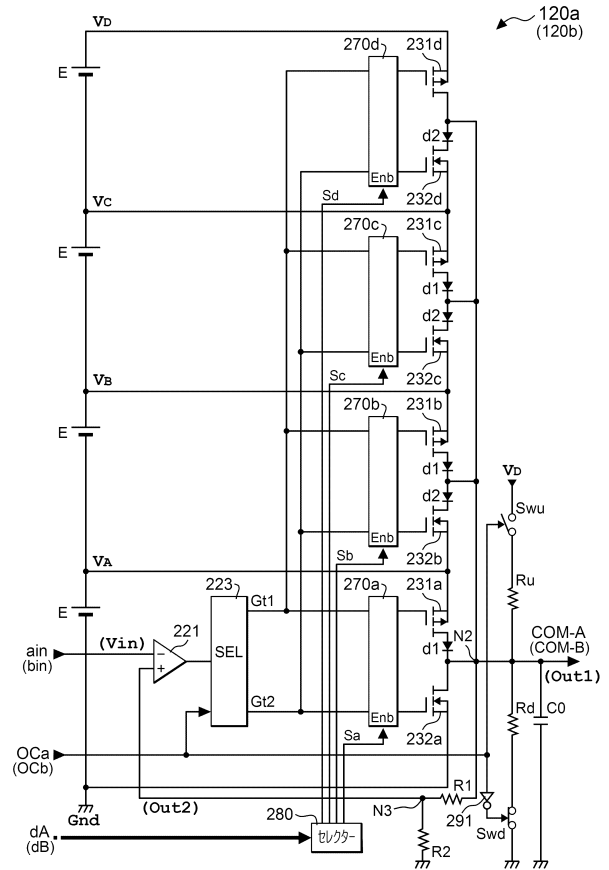 120a
(120b)
VD
270d
231d
E
d2
Enb
Sd
232d
VC
270c
231c
E
d1
d2
Enb
Sc
232c
VB
270b
231b
E
d1
d2
VD
Swu
Enb
Sb
232b
VA
223
270a
231a
E
Gt1
Ru
ain
(bin)
(Vin)
221
−
+
SEL
d1
N2
COM-A
(COM-B)
(Out1)
Gt2
Rd
C0
Enb
Sa
232a
OCa
(OCb)
Gnd
(Out2)
N3
R1
291
280
dA
(dB)
セレクター
R2
Swd